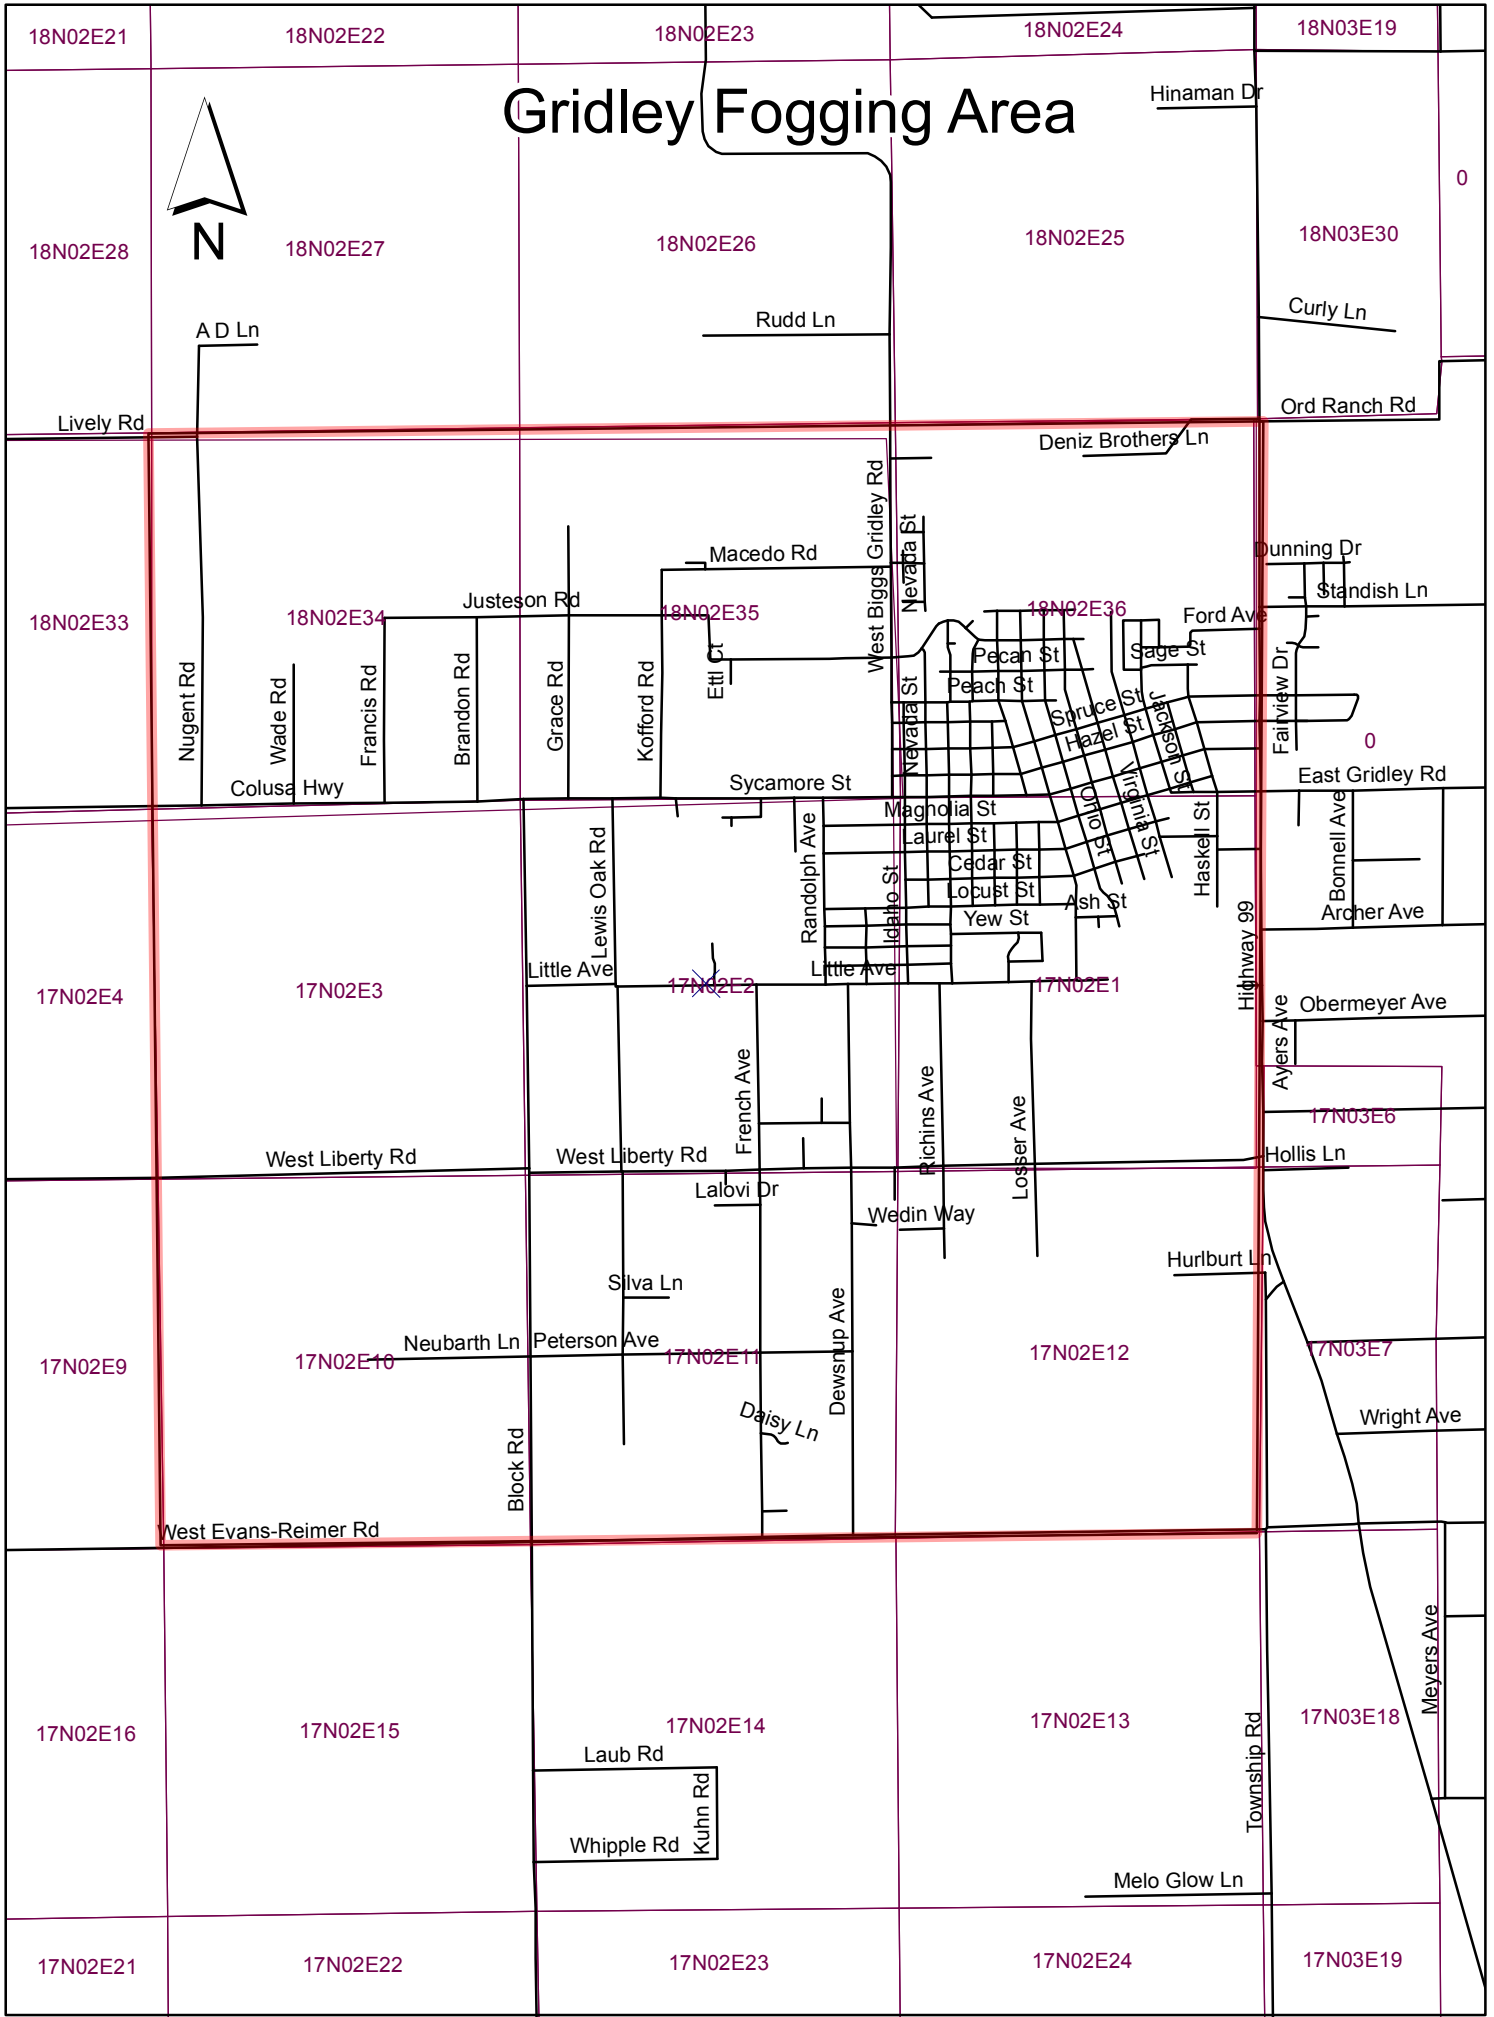 18N02E21
18N02E22
18N02E23
18N02E24
18N03E19
Gridley Fogging Area
Hinaman Dr
N
0
18N02E28
18N02E27
18N02E26
18N02E25
18N03E30
A D Ln
Rudd Ln
Curly Ln
Lively Rd
Ord Ranch Rd
Deniz Brothers Ln
West Biggs Gridley Rd
Nevada St
Macedo Rd
Dunning Dr
Standish Ln
Justeson Rd
18N02E33
18N02E34
18N02E35
18N02E36
Ford Ave
Sage St
Pecan St
Peach St
Nugent Rd
Wade Rd
Francis Rd
Brandon Rd
Grace Rd
Kofford Rd
Ettl Ct
Nevada St
Spruce St
Hazel St
Jackson St
Fairview Dr
0
Colusa Hwy
Sycamore St
East Gridley Rd
Magnolia St
Laurel St
Cedar St
Locust St
Ohio St
Virginia St
Haskell St
Bonnell Ave
Lewis Oak Rd
Randolph Ave
Idaho St
Yew St
Ash St
Archer Ave
Highway 99
Little Ave
Little Ave
17N02E4
17N02E3
17N02E2
17N02E1
Obermeyer Ave
Ayers Ave
French Ave
Richins Ave
Losser Ave
17N03E6
West Liberty Rd
West Liberty Rd
Hollis Ln
Lalovi Dr
Wedin Way
Hurlburt Ln
Silva Ln
Dewsnup Ave
Neubarth Ln
Peterson Ave
17N02E9
17N02E10
17N02E11
17N02E12
17N03E7
Daisy Ln
Wright Ave
Block Rd
West Evans-Reimer Rd
Meyers Ave
17N02E16
17N02E15
17N02E14
17N02E13
17N03E18
Laub Rd
Kuhn Rd
Township Rd
Whipple Rd
Melo Glow Ln
17N02E21
17N02E22
17N02E23
17N02E24
17N03E19